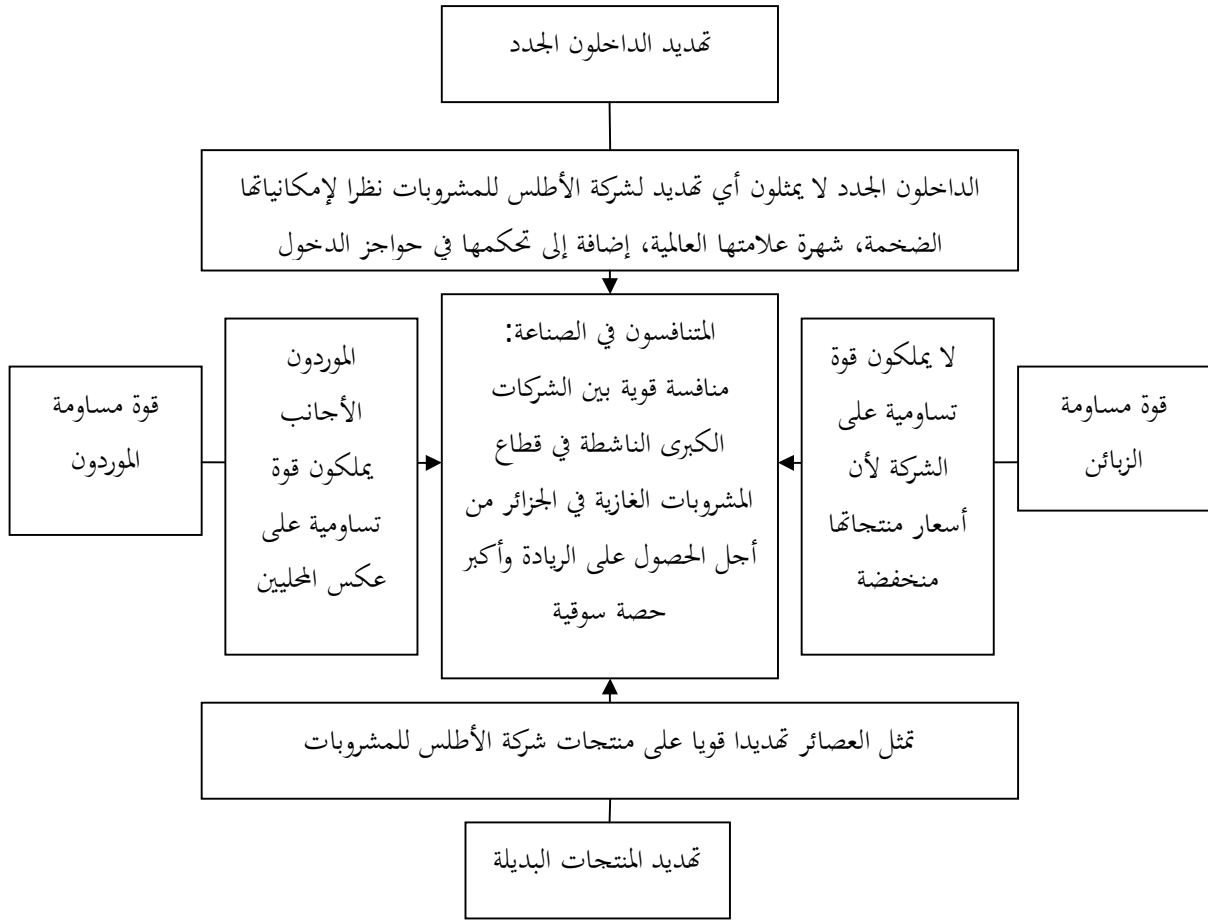 تهديد الداخلون الجدد
الداخلون الجدد لا يمثلون أي تهديد لشركة الأطلس للمشروبات نظرا لإمكانياتها
الضخمة، شهرة علامتها العالمية، إضافة إلى تحكمها في حواجز الدخول
قوة مساومة
الزبائن
لا يملكون قوة
تساومية على
الشركة لأن
أسعار منتجاتها
منخفضة
المتنافسون في الصناعة:
منافسة قوية بين الشركات
الكبرى الناشطة في قطاع
المشروبات الغازية في الجزائر من
أجل الحصول على الريادة وأكبر
حصة سوقية
الموردون
الأجانب
يملكون قوة
تساومية على
عكس المحليين
قوة مساومة
الموردون
تمثل العصائر تهديدا قويا على منتجات شركة الأطلس للمشروبات
تهديد المنتجات البديلة